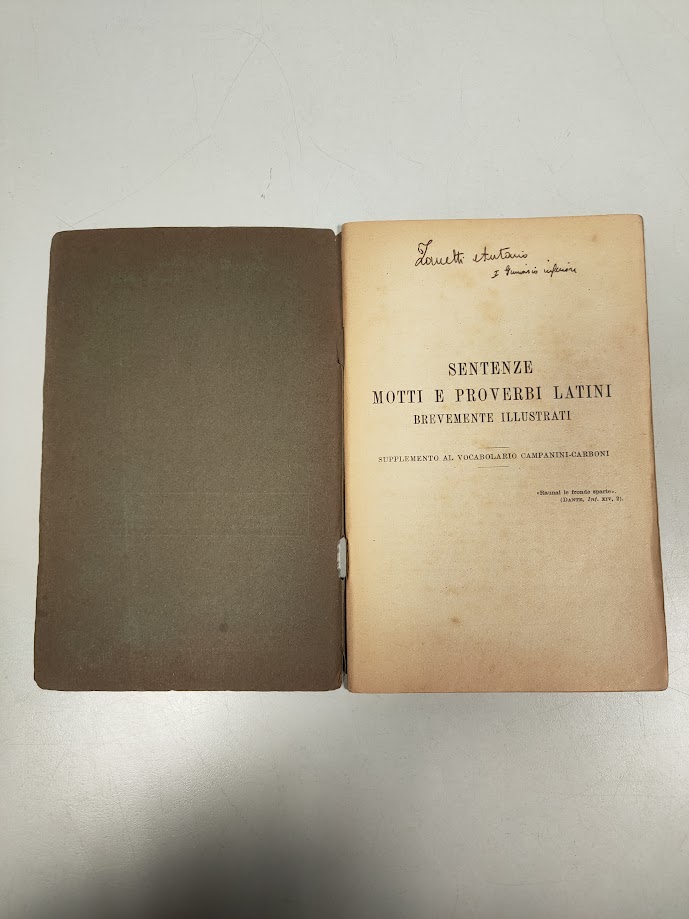 Zanetti Antonio
I Ginnasio inferiore
SENTENZE
MOTTI E PROVERBI LATINI
BREVEMENTE ILLUSTRATI
SUPPLEMENTO AL VOCABOLARIO CAMPANINI-CARBONI
«Raunai le fronde sparte».
(DANTE, Inf. XIV, 2).